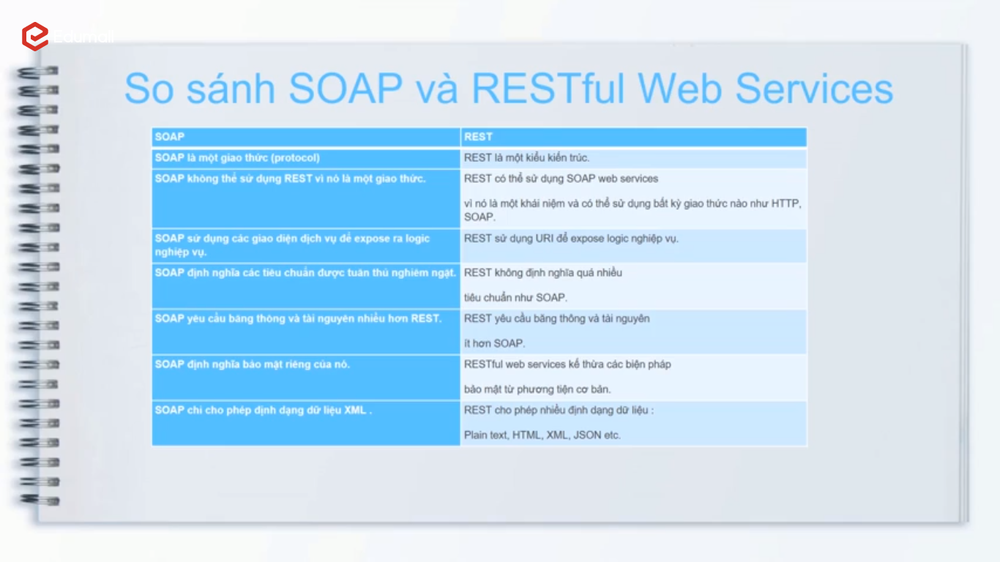 edumall
So sánh SOAP và RESTful Web Services
SOAP
REST
SOAP là một giao thức (protocol)
REST là một kiểu kiến trúc.
SOAP không thể sử dụng REST vì nó là một giao thức.
REST có thể sử dụng SOAP web services
vì nó là một khái niệm và có thể sử dụng bất kỳ giao thức nào như HTTP,
SOAP.
SOAP sử dụng các giao diện dịch vụ để expose ra logic
nghiệp vụ.
REST sử dụng URI để expose logic nghiệp vụ.
SOAP định nghĩa các tiêu chuẩn được tuân thủ nghiêm ngặt.
REST không định nghĩa quá nhiều
tiêu chuẩn như SOAP.
SOAP yêu cầu băng thông và tài nguyên nhiều hơn REST.
REST yêu cầu băng thông và tài nguyên
ít hơn SOAP.
SOAP định nghĩa bảo mật riêng của nó.
RESTful web services kế thừa các biện pháp
bảo mật từ phương tiện cơ bản.
SOAP chỉ cho phép định dạng dữ liệu XML .
REST cho phép nhiều định dạng dữ liệu :
Plain text, HTML, XML, JSON etc.